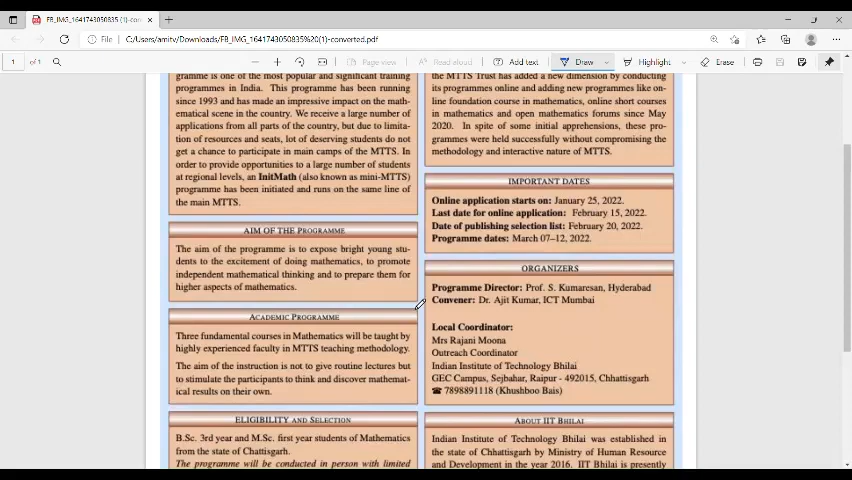 FB_IMG_1641743050835 (1)-conver
File
C:/Users/amitv/Downloads/FB_IMG_1641743050835%20(1)-converted.pdf
1 of 1
Page view
Read aloud
Add text
Draw
Highlight
Erase
gramme is one of the most popular and significant training
programmes in India. This programme has been running
since 1993 and has made an impressive impact on the math-
ematical scene in the country. We receive a large number of
applications from all parts of the country, but due to limita-
tion of resources and seats, lot of deserving students do not
get a chance to participate in main camps of the MTTS. In
order to provide opportunities to a large number of students
at regional levels, an InitMath (also known as mini-MTTS)
programme has been initiated and runs on the same line of
the main MTTS.
AIM OF THE PROGRAMME
The aim of the programme is to expose bright young stu-
dents to the excitement of doing mathematics, to promote
independent mathematical thinking and to prepare them for
higher aspects of mathematics.
ACADEMIC PROGRAMME
Three fundamental courses in Mathematics will be taught by
highly experienced faculty in MTTS teaching methodology.
The aim of the instruction is not to give routine lectures but
to stimulate the participants to think and discover mathemat-
ical results on their own.
ELIGIBILITY AND SELECTION
B.Sc. 3rd year and M.Sc. first year students of Mathematics
from the state of Chattisgarh.
The programme will be conducted in person with limited
the MTTS Trust has added a new dimension by conducting
its programmes online and adding new programmes like on-
line foundation course in mathematics, online short courses
in mathematics and open mathematics forums since May
2020. In spite of some initial apprehensions, these pro-
grammes were held successfully without compromising the
methodology and interactive nature of MTTS.
IMPORTANT DATES
Online application starts on: January 25, 2022.
Last date for online application: February 15, 2022.
Date of publishing selection list: February 20, 2022.
Programme dates: March 07–12, 2022.
ORGANIZERS
Programme Director: Prof. S. Kumaresan, Hyderabad
Convener: Dr. Ajit Kumar, ICT Mumbai
Local Coordinator:
Mrs Rajani Moona
Outreach Coordinator
Indian Institute of Technology Bhilai
GEC Campus, Sejbahar, Raipur - 492015, Chhattisgarh
☎ 7898891118 (Khushboo Bais)
ABOUT IIT BHILAI
Indian Institute of Technology Bhilai was established in
the state of Chhattisgarh by Ministry of Human Resource
and Development in the year 2016. IIT Bhilai is presently